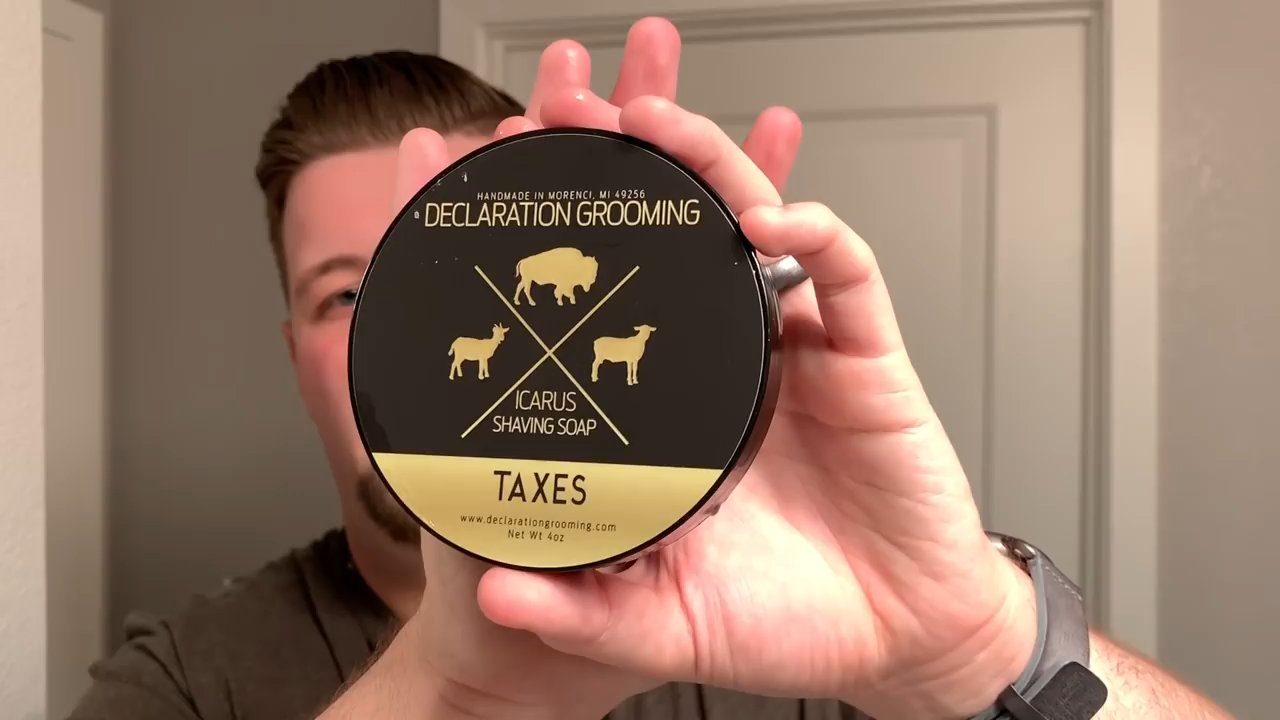 HANDMADE IN MORENCI, MI 49256
DECLARATION GROOMING
ICARUS
SHAVING SOAP
TAXES
www.declarationgrooming.com
Net Wt 4oz